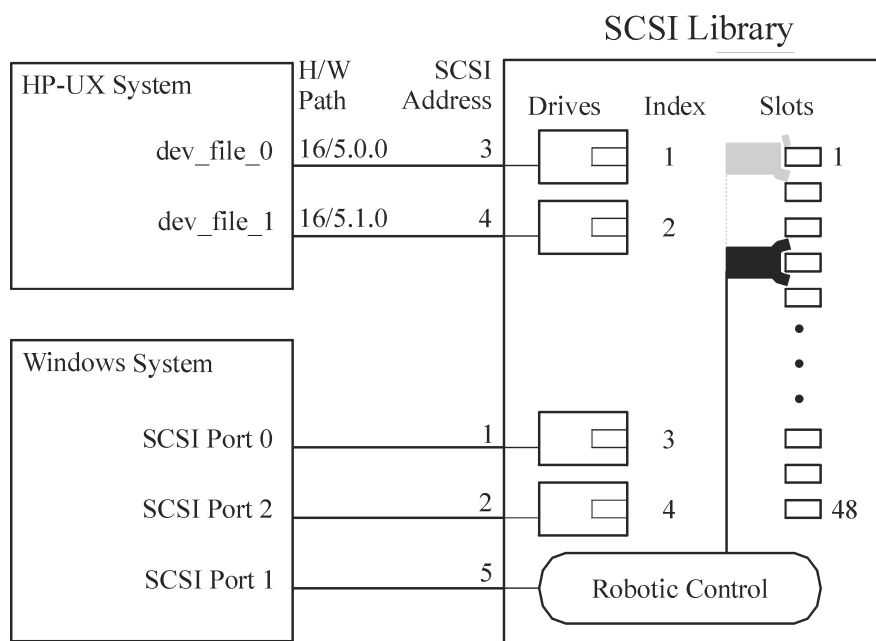 SCSI Library
HP-UX System
H/W Path
SCSI Address
Drives Index Slots
dev_file_0 16/5.0.0 3 1 1
dev_file_1 16/5.1.0 4 2
Windows System
SCSI Port 0 1 3
SCSI Port 2 2 4 48
SCSI Port 1 5 Robotic Control